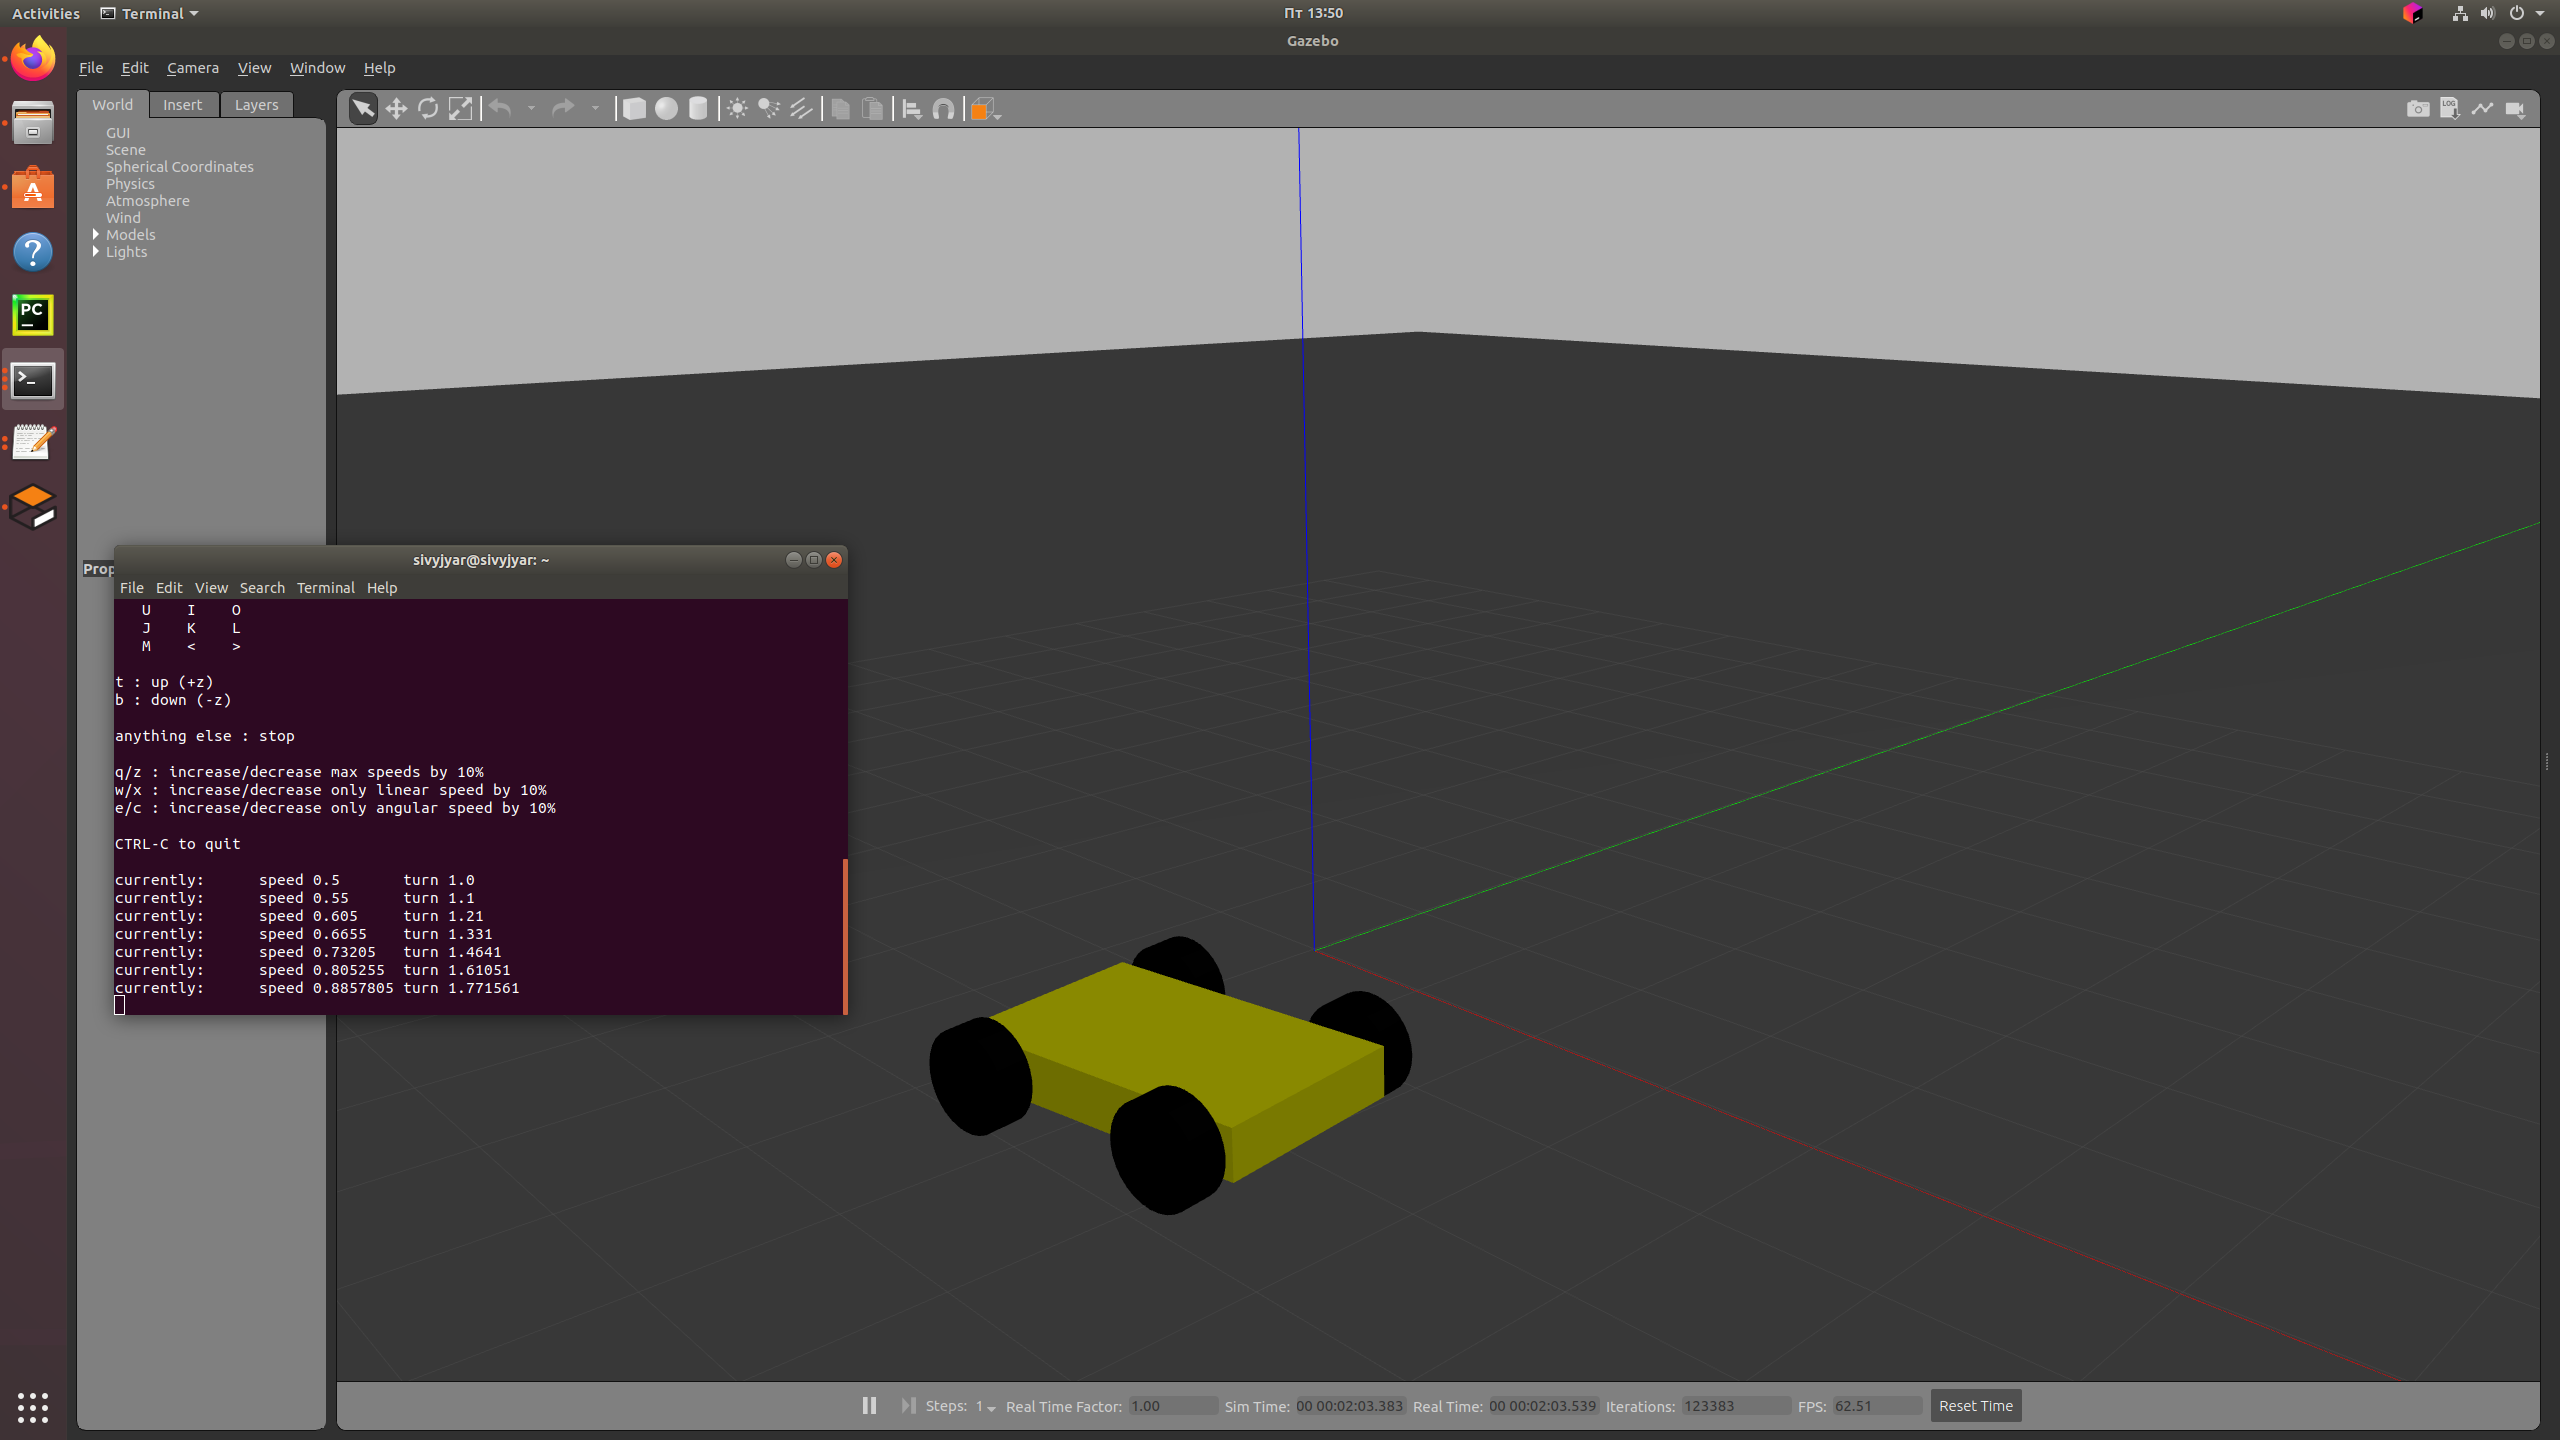 Activities Terminal Пт 13:50
Gazebo
File Edit Camera View Window Help
World Insert Layers
GUI
Scene
Spherical Coordinates
Physics
Atmosphere
Wind
Models
Lights
LOG
PC
Prop
sivyjyar@sivyjyar: ~
File Edit View Search Terminal Help
U I O
J K L
M < >
t : up (+z)
b : down (-z)
anything else : stop
q/z : increase/decrease max speeds by 10%
w/x : increase/decrease only linear speed by 10%
e/c : increase/decrease only angular speed by 10%
CTRL-C to quit
currently: speed 0.5 turn 1.0
currently: speed 0.55 turn 1.1
currently: speed 0.605 turn 1.21
currently: speed 0.6655 turn 1.331
currently: speed 0.73205 turn 1.4641
currently: speed 0.805255 turn 1.61051
currently: speed 0.8857805 turn 1.771561
Steps: 1 Real Time Factor: 1.00 Sim Time: 00 00:02:03.383 Real Time: 00 00:02:03.539 Iterations: 123383 FPS: 62.51 Reset Time